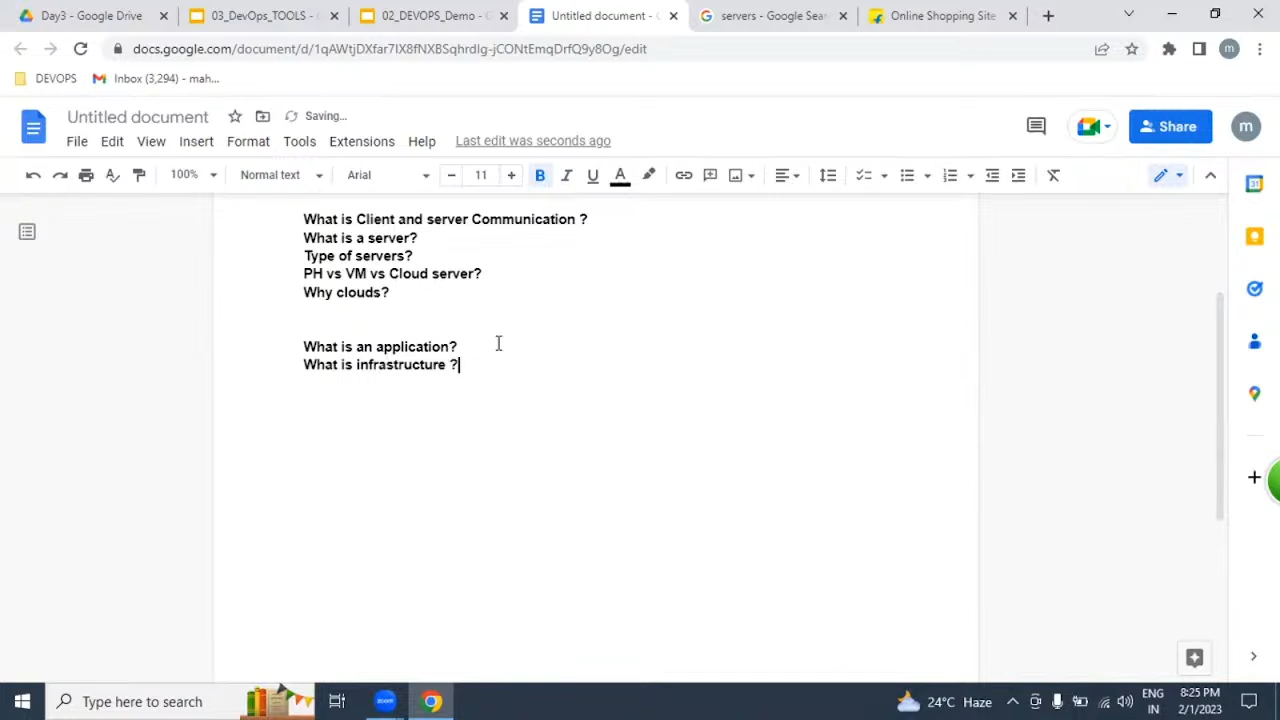 Day3 - Google Drive
03_DevOps_TOOLS - G
02_DEVOPS_Demo - G
Untitled document - G
servers - Google Sear
Online Shopping Site
docs.google.com/document/d/1qAWtjDXfar7IX8fNXBSqhrdIg-jCONtEmqDrfQ9y8Og/edit
m
DEVOPS
Inbox (3,294) - mah...
Untitled document
Saving...
File Edit View Insert Format Tools Extensions Help
Last edit was seconds ago
Share
m
100%
Normal text
Arial
11
B I U A
31
What is Client and server Communication ?
What is a server?
Type of servers?
PH vs VM vs Cloud server?
Why clouds?
What is an application?
What is infrastructure ?
Type here to search
zoom
24°C Haze
ENG
IN
8:25 PM
2/1/2023